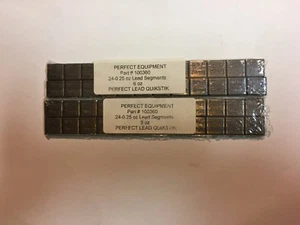 PERFECT EQUIPMENT
Part # 100360
24-0.25 oz Lead Segments
6 oz
PERFECT LEAD QUIKSTIK
PERFECT EQUIPMENT
Part # 100360
24-0.25 oz Lead Segments
6 oz
PERFECT LEAD QUIKSTIK